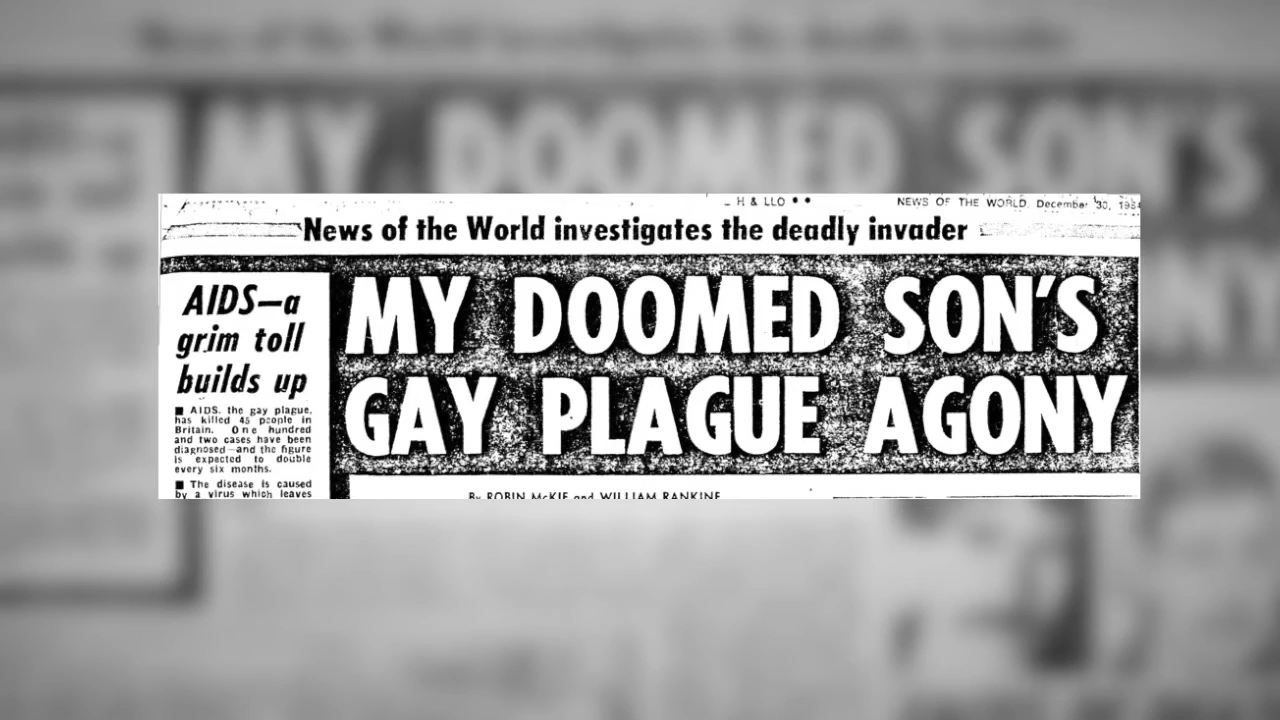 H & LLO • •
NEWS OF THE WORLD, December 30, 198
News of the World investigates the deadly invader
AIDS—a
grim toll
builds up
■ AIDS, the gay plague,
has killed 45 people in
Britain. One hundred
and two cases have been
diagnosed—and the figure
is expected to double
every six months.
■ The disease is caused
by a virus which leaves
MY DOOMED SON'S
GAY PLAGUE AGONY
By ROBIN McKIE and WILLIAM RANKINE